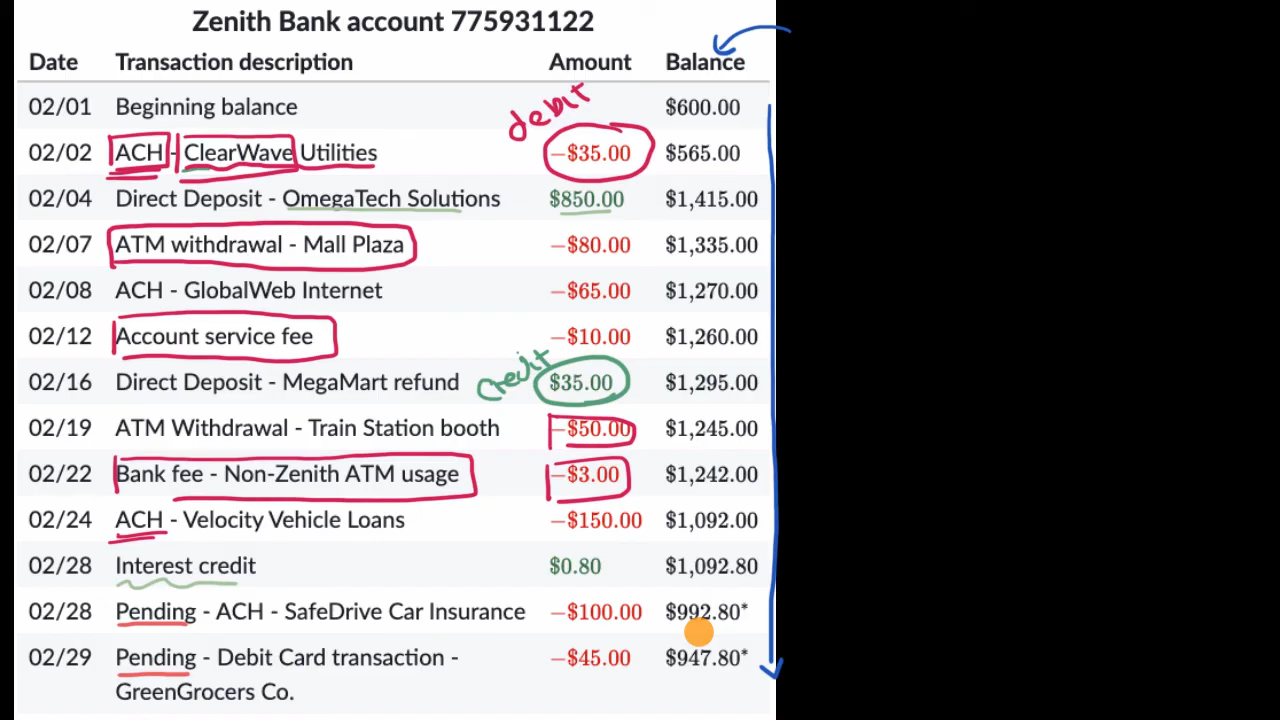 Zenith Bank account 775931122
Date Transaction description Amount Balance
02/01 Beginning balance $600.00
debit
02/02 ACH - ClearWave Utilities −$35.00 $565.00
02/04 Direct Deposit - OmegaTech Solutions $850.00 $1,415.00
02/07 ATM withdrawal - Mall Plaza −$80.00 $1,335.00
02/08 ACH - GlobalWeb Internet −$65.00 $1,270.00
02/12 Account service fee −$10.00 $1,260.00
credit
02/16 Direct Deposit - MegaMart refund $35.00 $1,295.00
02/19 ATM Withdrawal - Train Station booth −$50.00 $1,245.00
02/22 Bank fee - Non-Zenith ATM usage −$3.00 $1,242.00
02/24 ACH - Velocity Vehicle Loans −$150.00 $1,092.00
02/28 Interest credit $0.80 $1,092.80
02/28 Pending - ACH - SafeDrive Car Insurance −$100.00 $992.80*
02/29 Pending - Debit Card transaction - −$45.00 $947.80*
GreenGrocers Co.